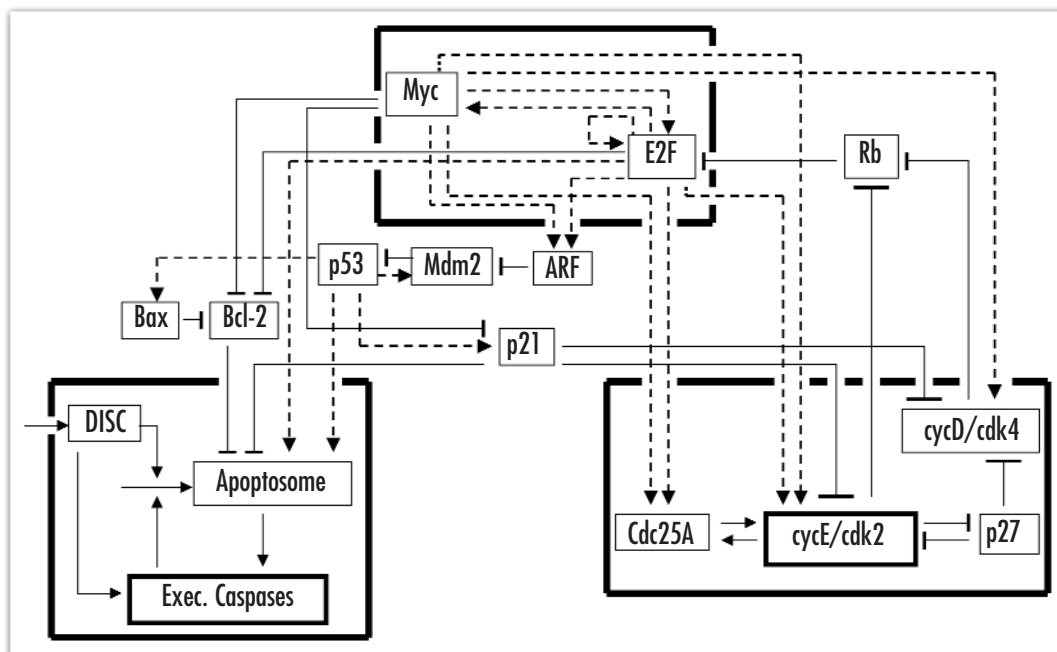 Myc
E2F
Rb
p53
Mdm2
ARF
Bax
Bcl-2
p21
DISC
cycD/cdk4
Apoptosome
Cdc25A
cycE/cdk2
p27
Exec. Caspases